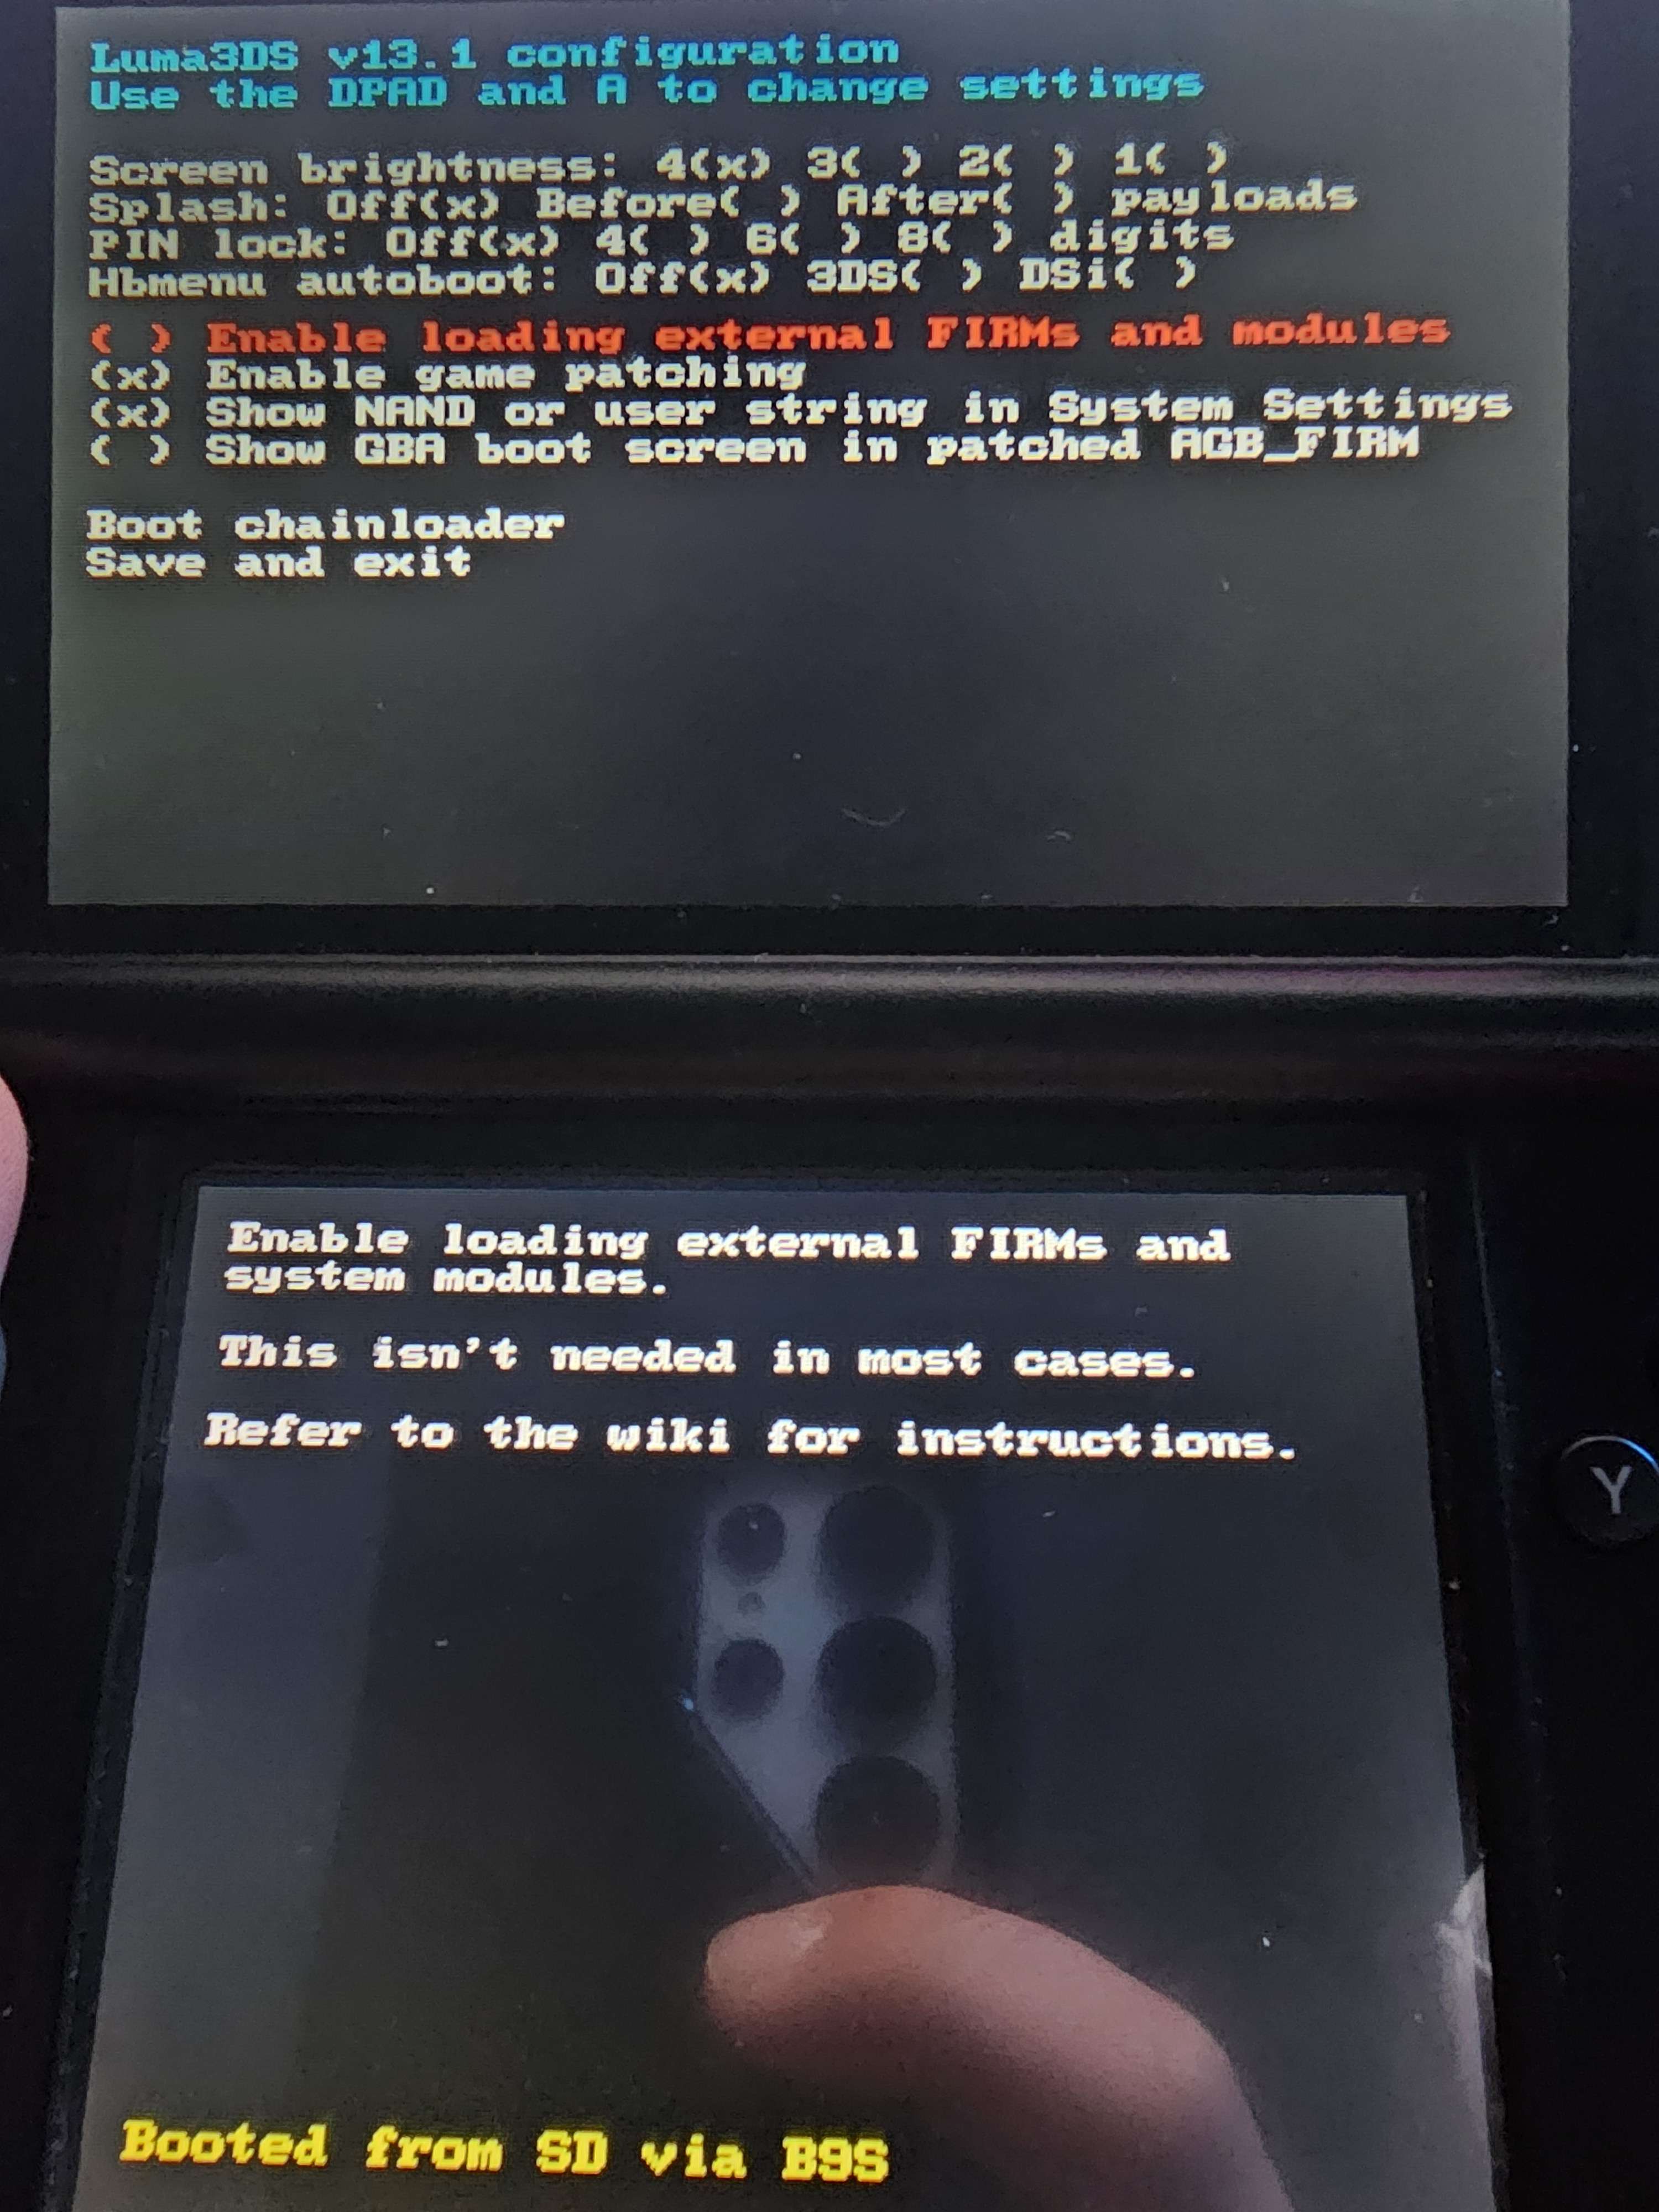 Luma3DS v13.1 configuration
Use the DPAD and A to change settings
Screen brightness: 4(x) 3( ) 2( ) 1( )
Splash: Off(x) Before( ) After( ) payloads
PIN lock: Off(x) 4( ) 6( ) 8( ) digits
Hbmenu autoboot: Off(x) 3DS( ) DSi( )
( ) Enable loading external FIRMs and modules
(x) Enable game patching
(x) Show NAND or user string in System Settings
( ) Show GBA boot screen in patched AGB_FIRM
Boot chainloader
Save and exit
Enable loading external FIRMs and
system modules.
This isn't needed in most cases.
Refer to the wiki for instructions.
Y
Booted from SD via B9S